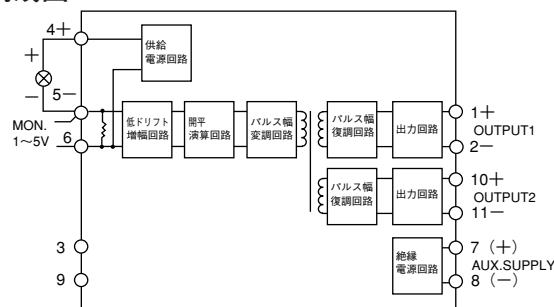 4+
供給
電源回路
+
−
5−
MON.
1〜5V
6
低ドリフト
増幅回路
開平
演算回路
パルス幅
変調回路
パルス幅
復調回路
出力回路
1+
OUTPUT1
2−
パルス幅
復調回路
出力回路
10+
OUTPUT2
11−
3
9
絶縁
電源回路
7（+）
AUX.SUPPLY
8（−）